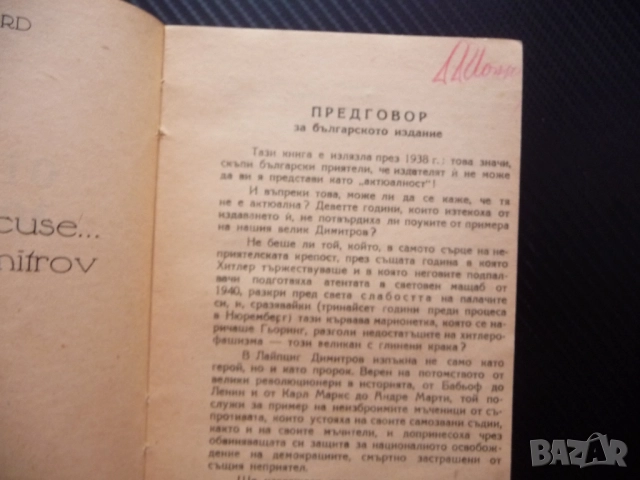 RD
cuse...
nitrov
ПРЕДГОВОР
за българското издание
Тази книга е излязла през 1938 г.; това значи,
скъпи български приятели, че издателят ѝ не може
да ви я представи като „актуалност“!
И въпреки това, може ли да се каже, че тя
не е актуална? Деветте години, които изтекоха от
издаването ѝ, не потвърдиха ли поуките от примера
на нашия велик Димитров?
Не беше ли той, който, в самото сърце на не-
приятелската крепост, през същата година в която
Хитлер тържествуваше и в която неговите подпал-
вачи подготвяха атентата в световен мащаб от
1940, разкри пред света слабостта на палачите
си, и, сразявайки (тринайсет години преди процеса
в Нюремберг) тази кървава марионетка, която се на-
ричаше Гьоринг, разголи недостатъците на хитлеро-
фашизма — този великан с глинени крака?
В Лайпциг Димитров изпъкна не само като
герой, но и като пророк. Верен на потомството от
велики революционери в историята, от Бабьоф до
Ленин и от Карл Маркс до Андре Марти, той по-
служи за пример на неизброимите мъченици от съ-
противата, които устояха на своите самозвани съдии,
както и на своите мъчители, и допринесоха чрез
обвиняващата си защита за националното освобож-
дение на демокрациите, смъртно застрашени от
същия неприятел.
BAZAR.bg